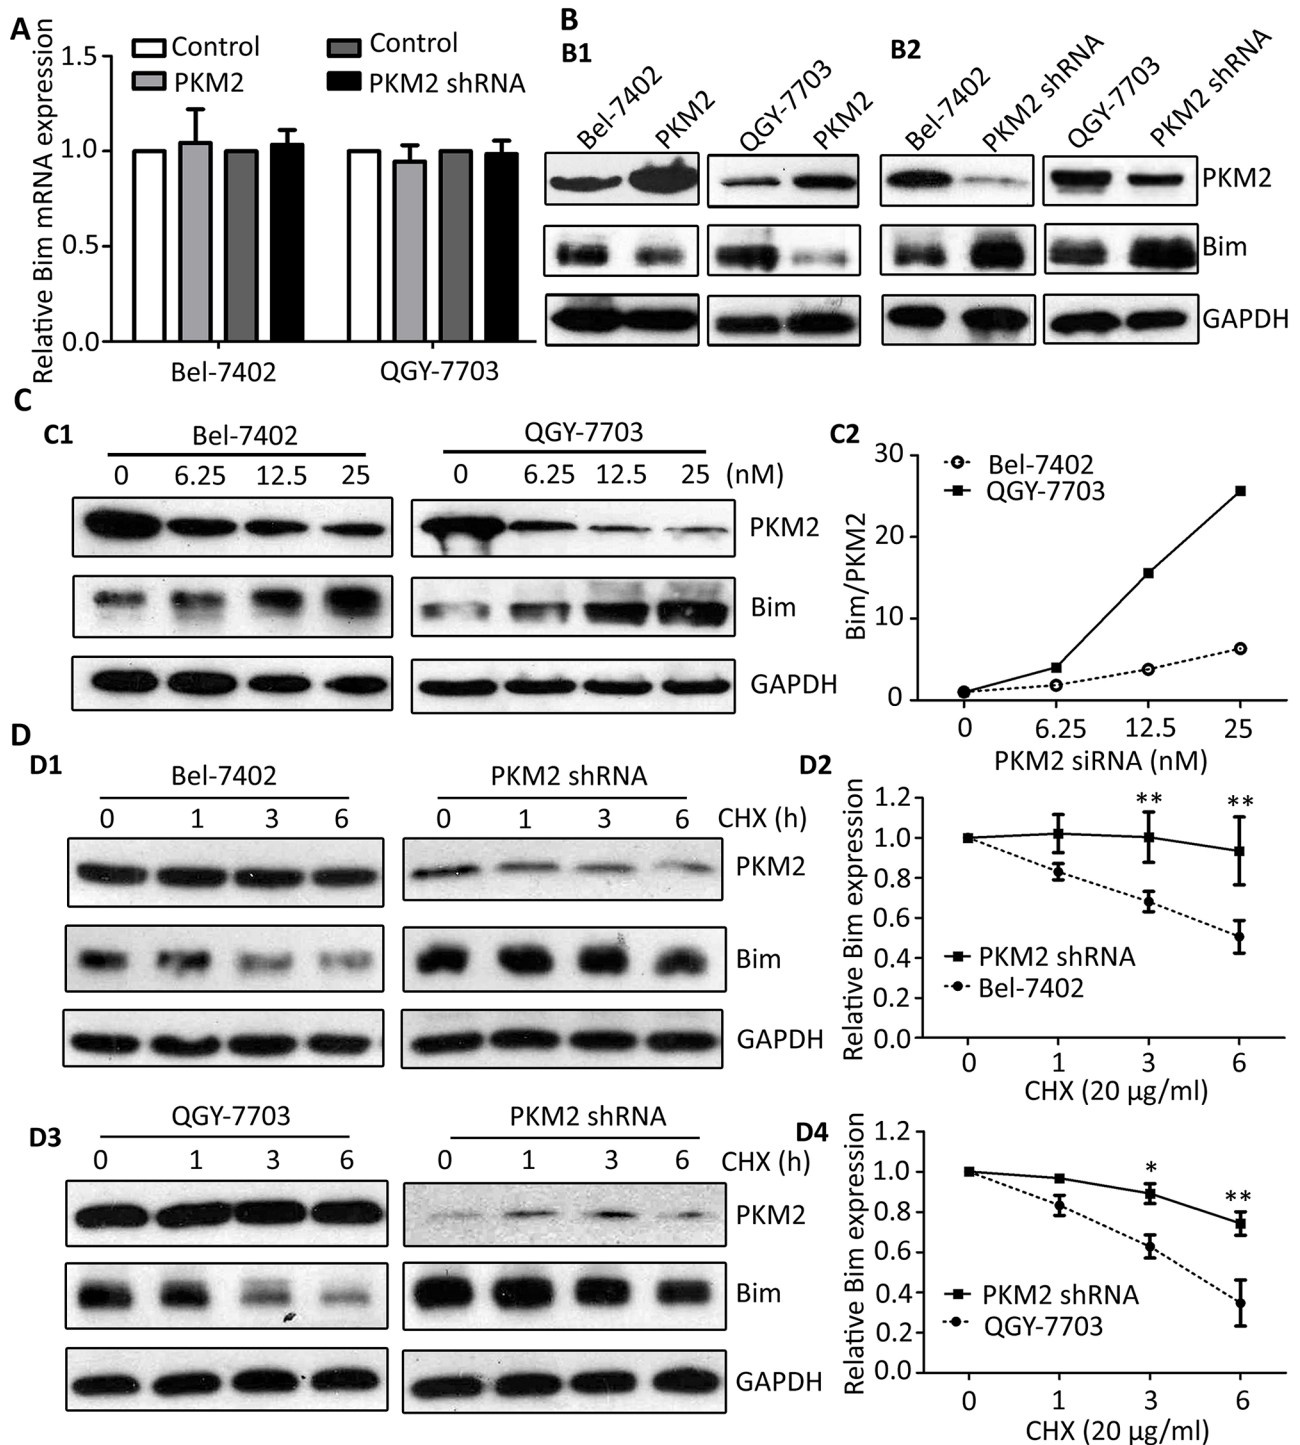 A
Relative Bim mRNA expression
1.5
1.0
0.5
0.0
Control
PKM2
Control
PKM2 shRNA
Bel-7402
QGY-7703
B
B1
Bel-7402
PKM2
QGY-7703
PKM2
B2
Bel-7402
PKM2 shRNA
QGY-7703
PKM2 shRNA
PKM2
Bim
GAPDH
C
C1
Bel-7402
QGY-7703
0 6.25 12.5 25
0 6.25 12.5 25 (nM)
PKM2
Bim
GAPDH
C2
Bim/PKM2
30
20
10
0
Bel-7402
QGY-7703
0 6.25 12.5 25
PKM2 siRNA (nM)
D
D1
Bel-7402
PKM2 shRNA
0 1 3 6
0 1 3 6 CHX (h)
PKM2
Bim
GAPDH
D2
Relative Bim expression
1.2
1.0
0.8
0.6
0.4
0.2
0.0
** **
PKM2 shRNA
Bel-7402
0 1 3 6
CHX (20 µg/ml)
D3
QGY-7703
PKM2 shRNA
0 1 3 6
0 1 3 6 CHX (h)
PKM2
Bim
GAPDH
D4
Relative Bim expression
1.2
1.0
0.8
0.6
0.4
0.2
0.0
* **
PKM2 shRNA
QGY-7703
0 1 3 6
CHX (20 µg/ml)